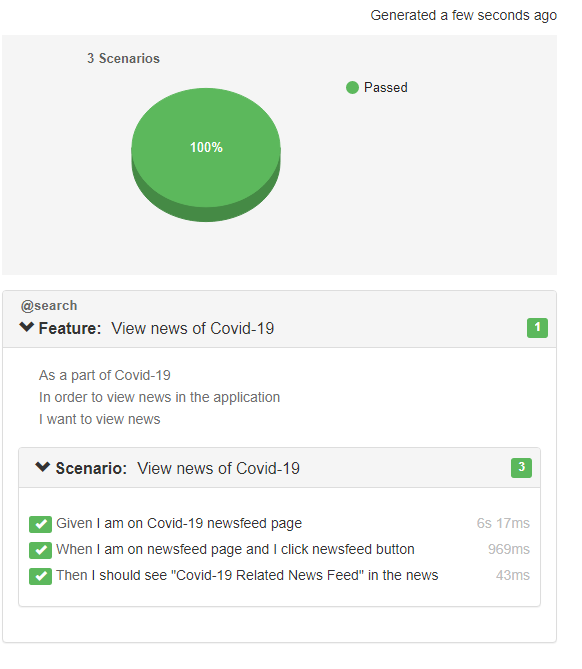 Generated a few seconds ago
3 Scenarios
Passed
100%
@search
Feature: View news of Covid-19 1
As a part of Covid-19
In order to view news in the application
I want to view news
Scenario: View news of Covid-19 3
Given I am on Covid-19 newsfeed page 6s 17ms
When I am on newsfeed page and I click newsfeed button 969ms
Then I should see "Covid-19 Related News Feed" in the news 43ms